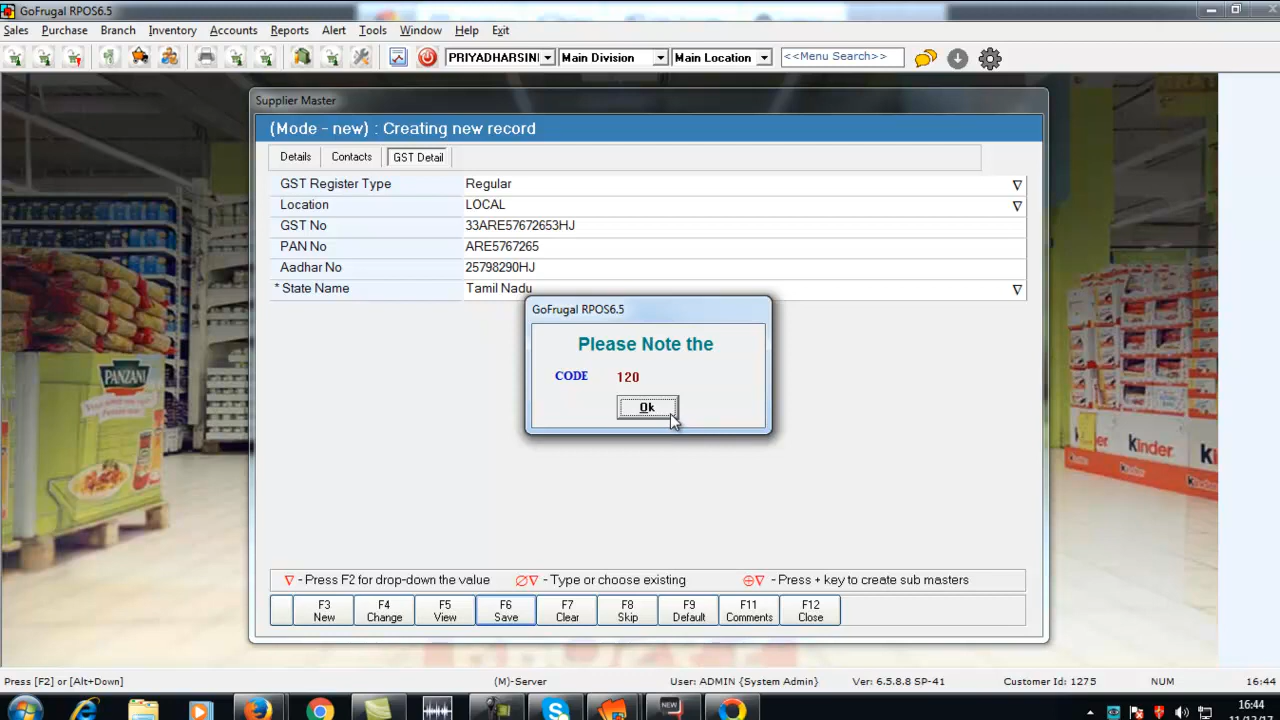 GoFrugal RPOS6.5
Sales Purchase Branch Inventory Accounts Reports Alert Tools Window Help Exit
PRIYADHARSINI Main Division Main Location <<Menu Search>>
Supplier Master
(Mode - new) : Creating new record
Details Contacts GST Detail
GST Register Type Regular
Location LOCAL
GST No 33ARE57672653HJ
PAN No ARE5767265
Aadhar No 25798290HJ
* State Name Tamil Nadu
GoFrugal RPOS6.5
Please Note the
CODE 120
Ok
PANZANI
kinder
kinder
- Press F2 for drop-down the value - Type or choose existing - Press + key to create sub masters
F3 New F4 Change F5 View F6 Save F7 Clear F8 Skip F9 Default F11 Comments F12 Close
Press [F2] or [Alt+Down] (M)-Server User: ADMIN {System Admin} Ver: 6.5.8.8 SP-41 Customer Id: 1275 NUM 16:44
NEW
16:44